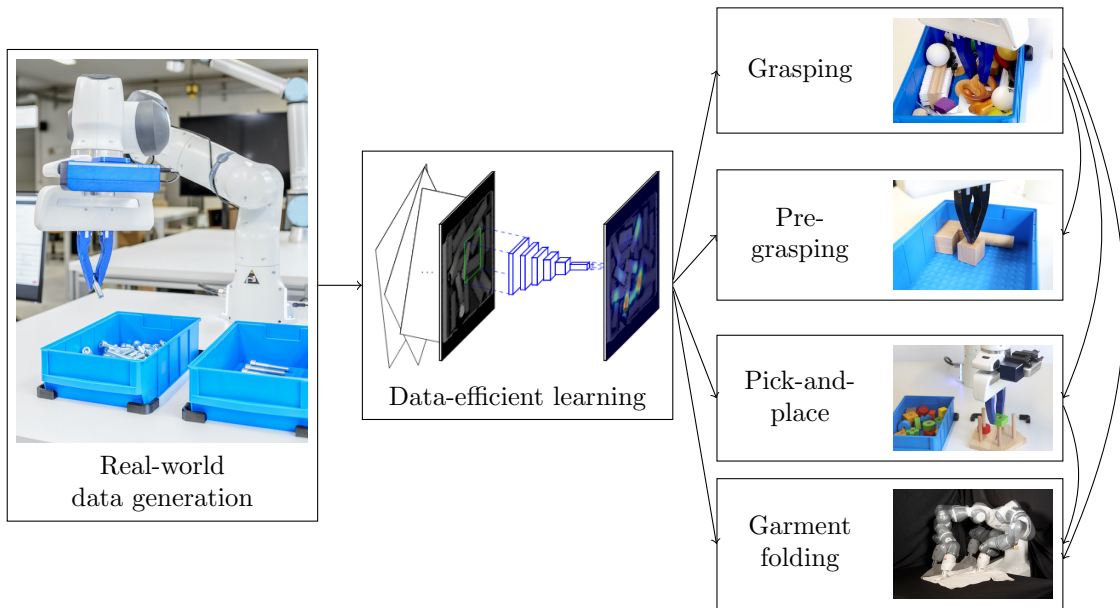 Real-world
data generation
Data-efficient learning
Grasping
Pre-
grasping
Pick-and-
place
Garment
folding